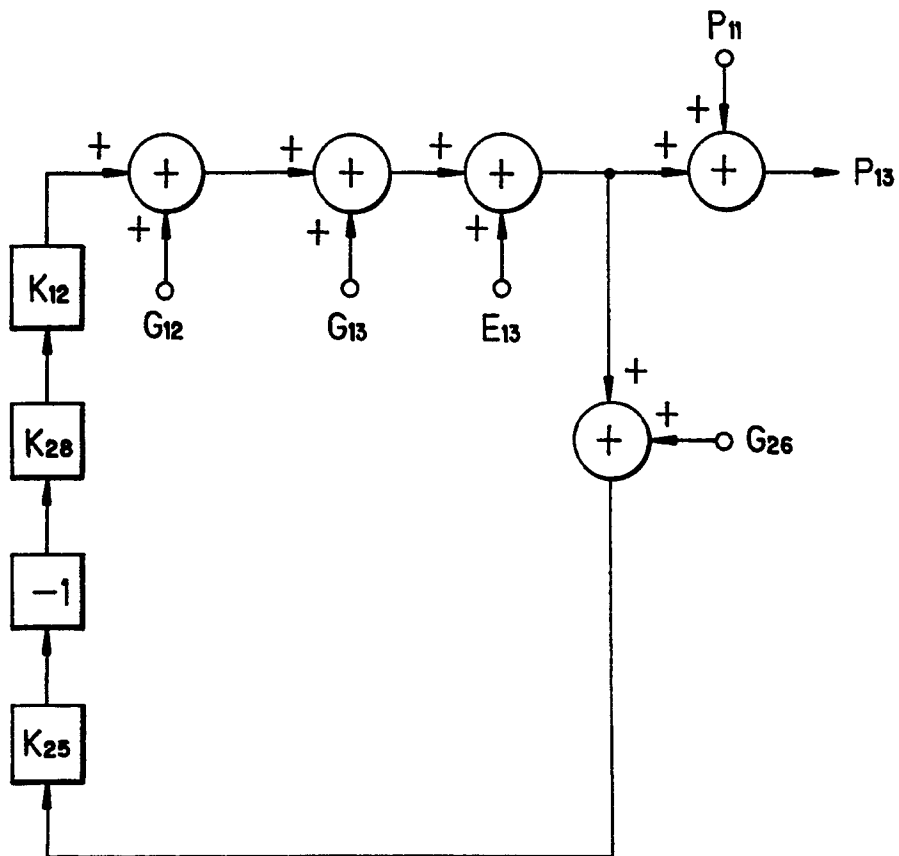 P11
+
+ + + + +
+ + + + P13
+ + +
K12
G12 G13 E13
+
K28 + + G26
-1
K25